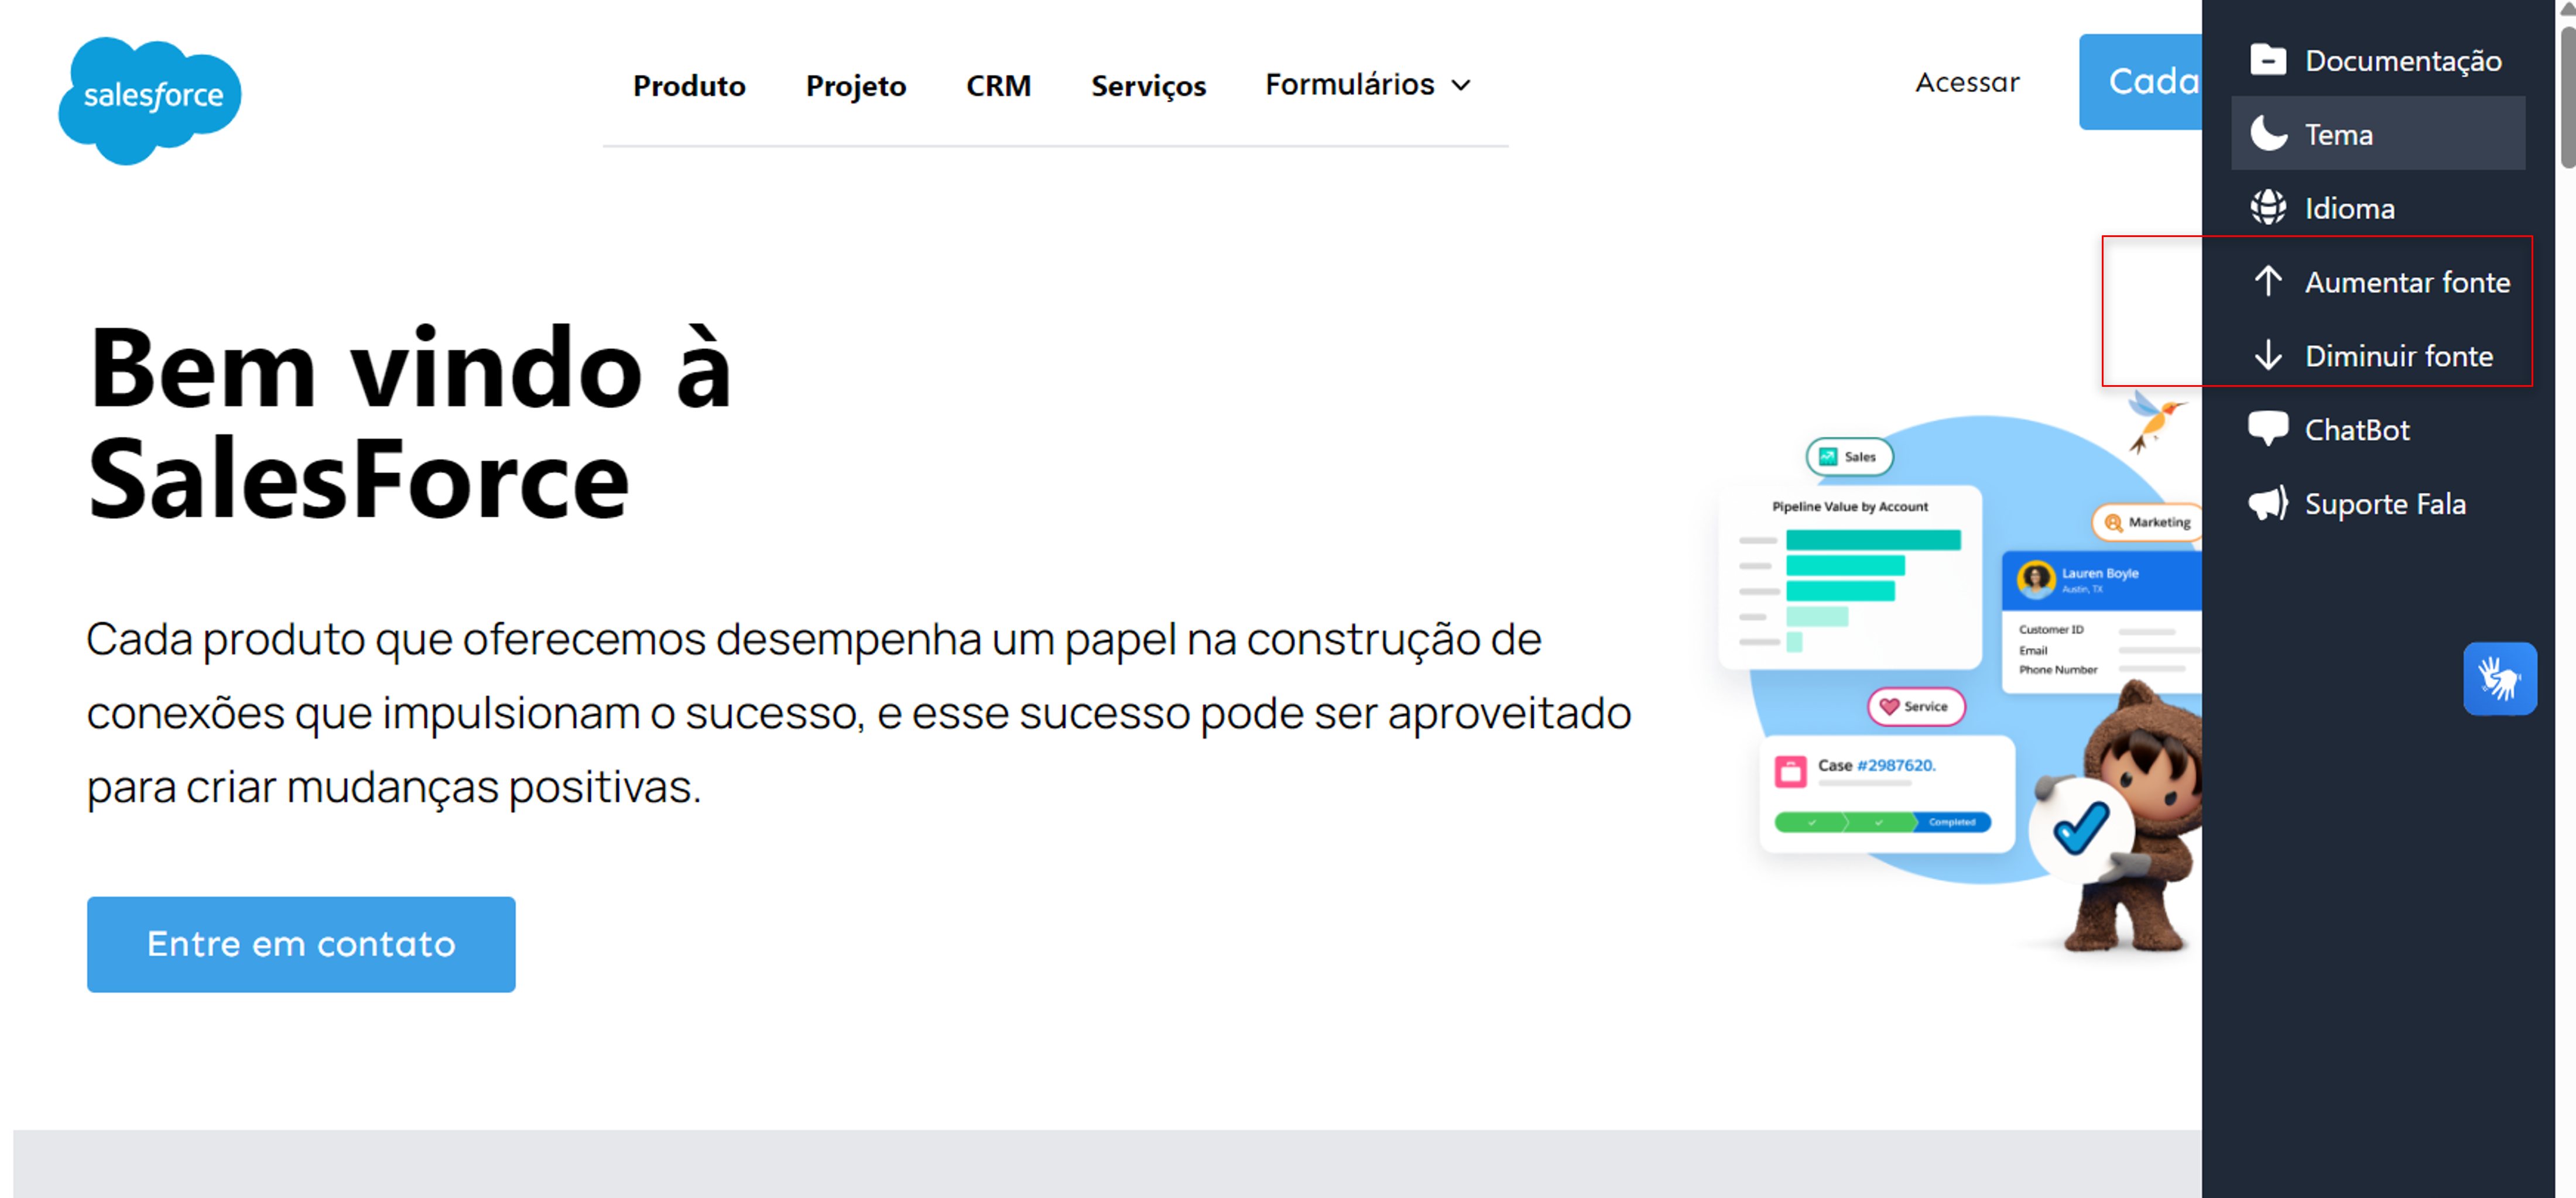 salesforce
Produto
Projeto
CRM
Serviços
Formulários
Acessar
Cada
Documentação
Tema
Idioma
Aumentar fonte
Diminuir fonte
ChatBot
Suporte Fala
Bem vindo à
SalesForce
Cada produto que oferecemos desempenha um papel na construção de
conexões que impulsionam o sucesso, e esse sucesso pode ser aproveitado
para criar mudanças positivas.
Entre em contato
Sales
Pipeline Value by Account
Marketing
Lauren Boyle
Austin, TX
Customer ID
Email
Phone Number
Service
Case #2987620.
Completed